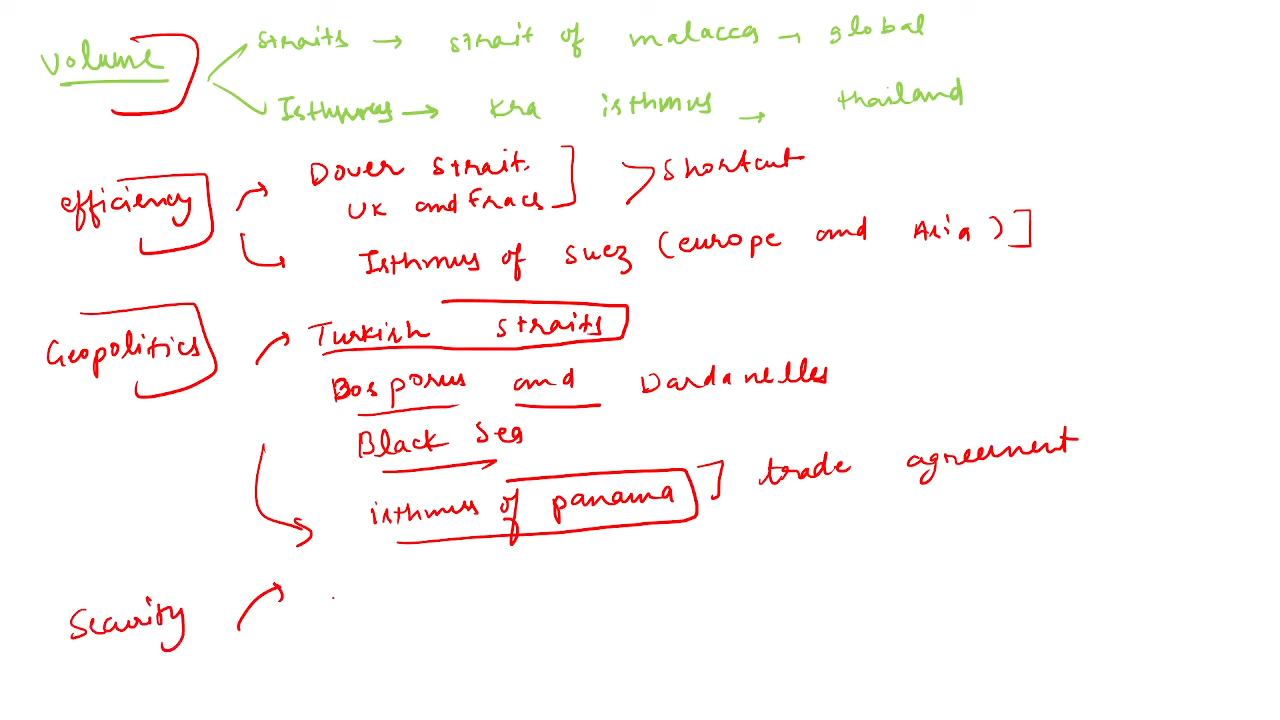 Volume
straits → strait of malacca → global
Isthmus → Kra isthmus → thailand
efficiency
Dover strait.
UK and Fracs
> shortcut
Isthmus of suez (europe and Asia)
Geopolitics
Turkish straits
Bosporus and Dardanelles
Black Sea
isthmus of panama] trade agreement
Security